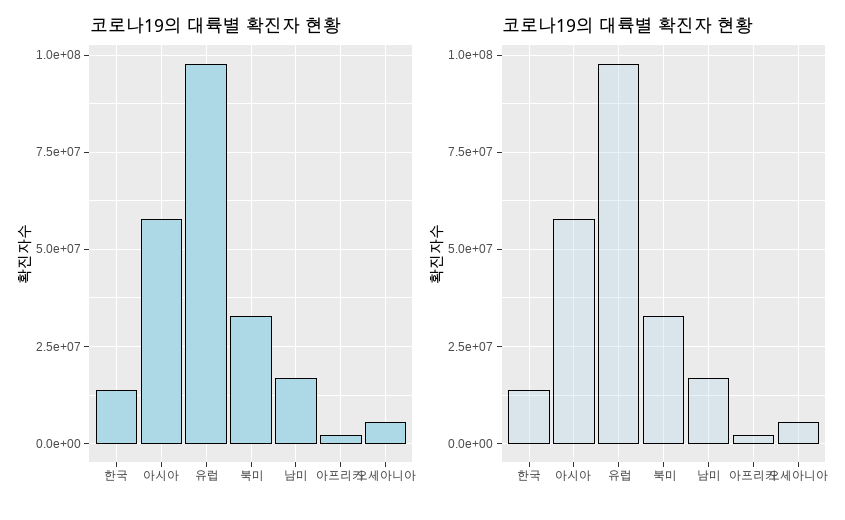 코로나19의 대륙별 확진자 현황
확진자수
1.0e+08
7.5e+07
5.0e+07
2.5e+07
0.0e+00
한국 아시아 유럽 북미 남미 아프리카 오세아니아
코로나19의 대륙별 확진자 현황
확진자수
1.0e+08
7.5e+07
5.0e+07
2.5e+07
0.0e+00
한국 아시아 유럽 북미 남미 아프리카 오세아니아